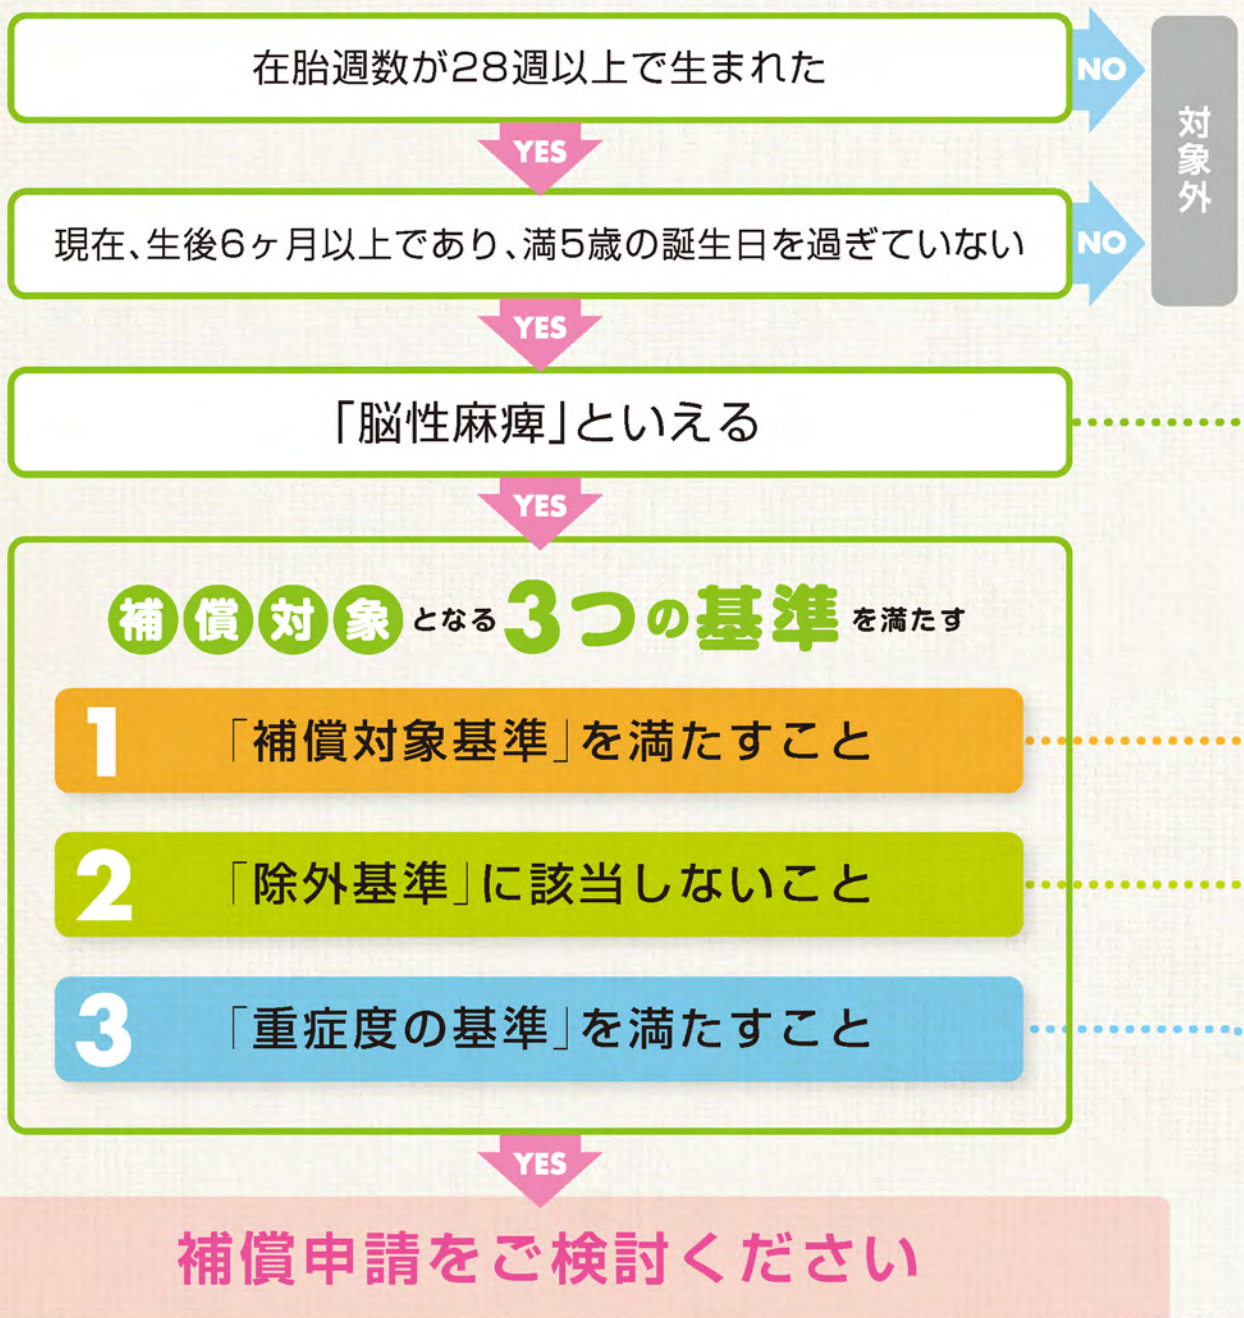 在胎週数が28週以上で生まれた
NO
対象外
YES
現在、生後6ヶ月以上であり、満5歳の誕生日を過ぎていない
NO
YES
「脳性麻痺」といえる
YES
補償対象となる3つの基準を満たす
1 「補償対象基準」を満たすこと
2 「除外基準」に該当しないこと
3 「重症度の基準」を満たすこと
YES
補償申請をご検討ください